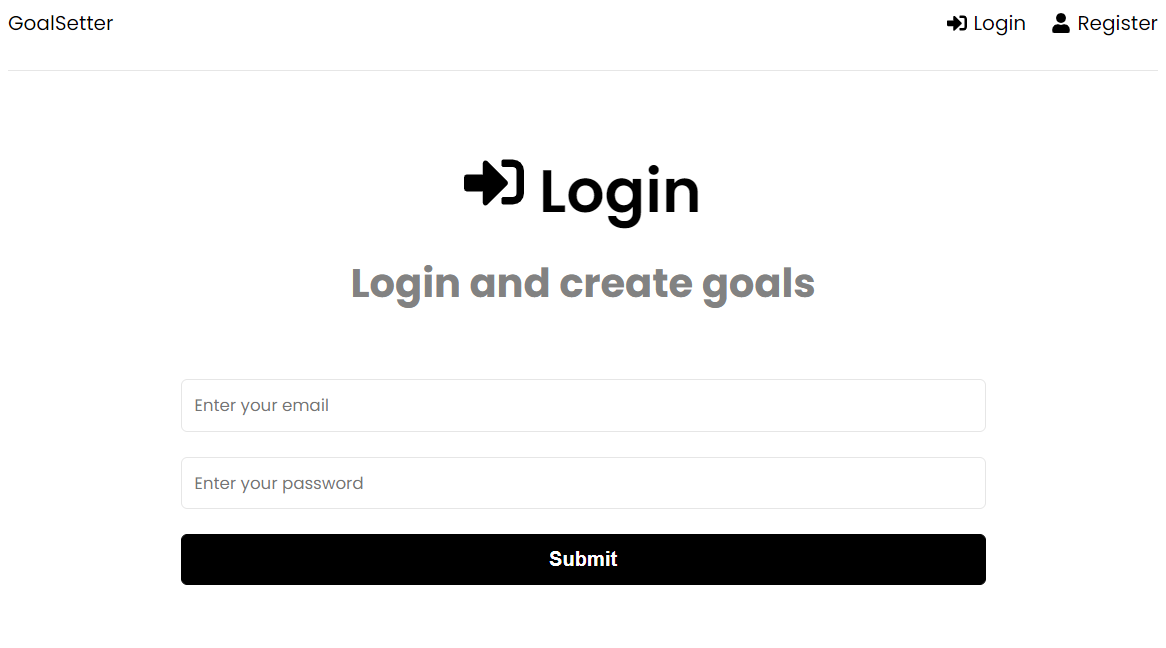 GoalSetter Login Register
Login
Login and create goals
Enter your email
Enter your password
Submit